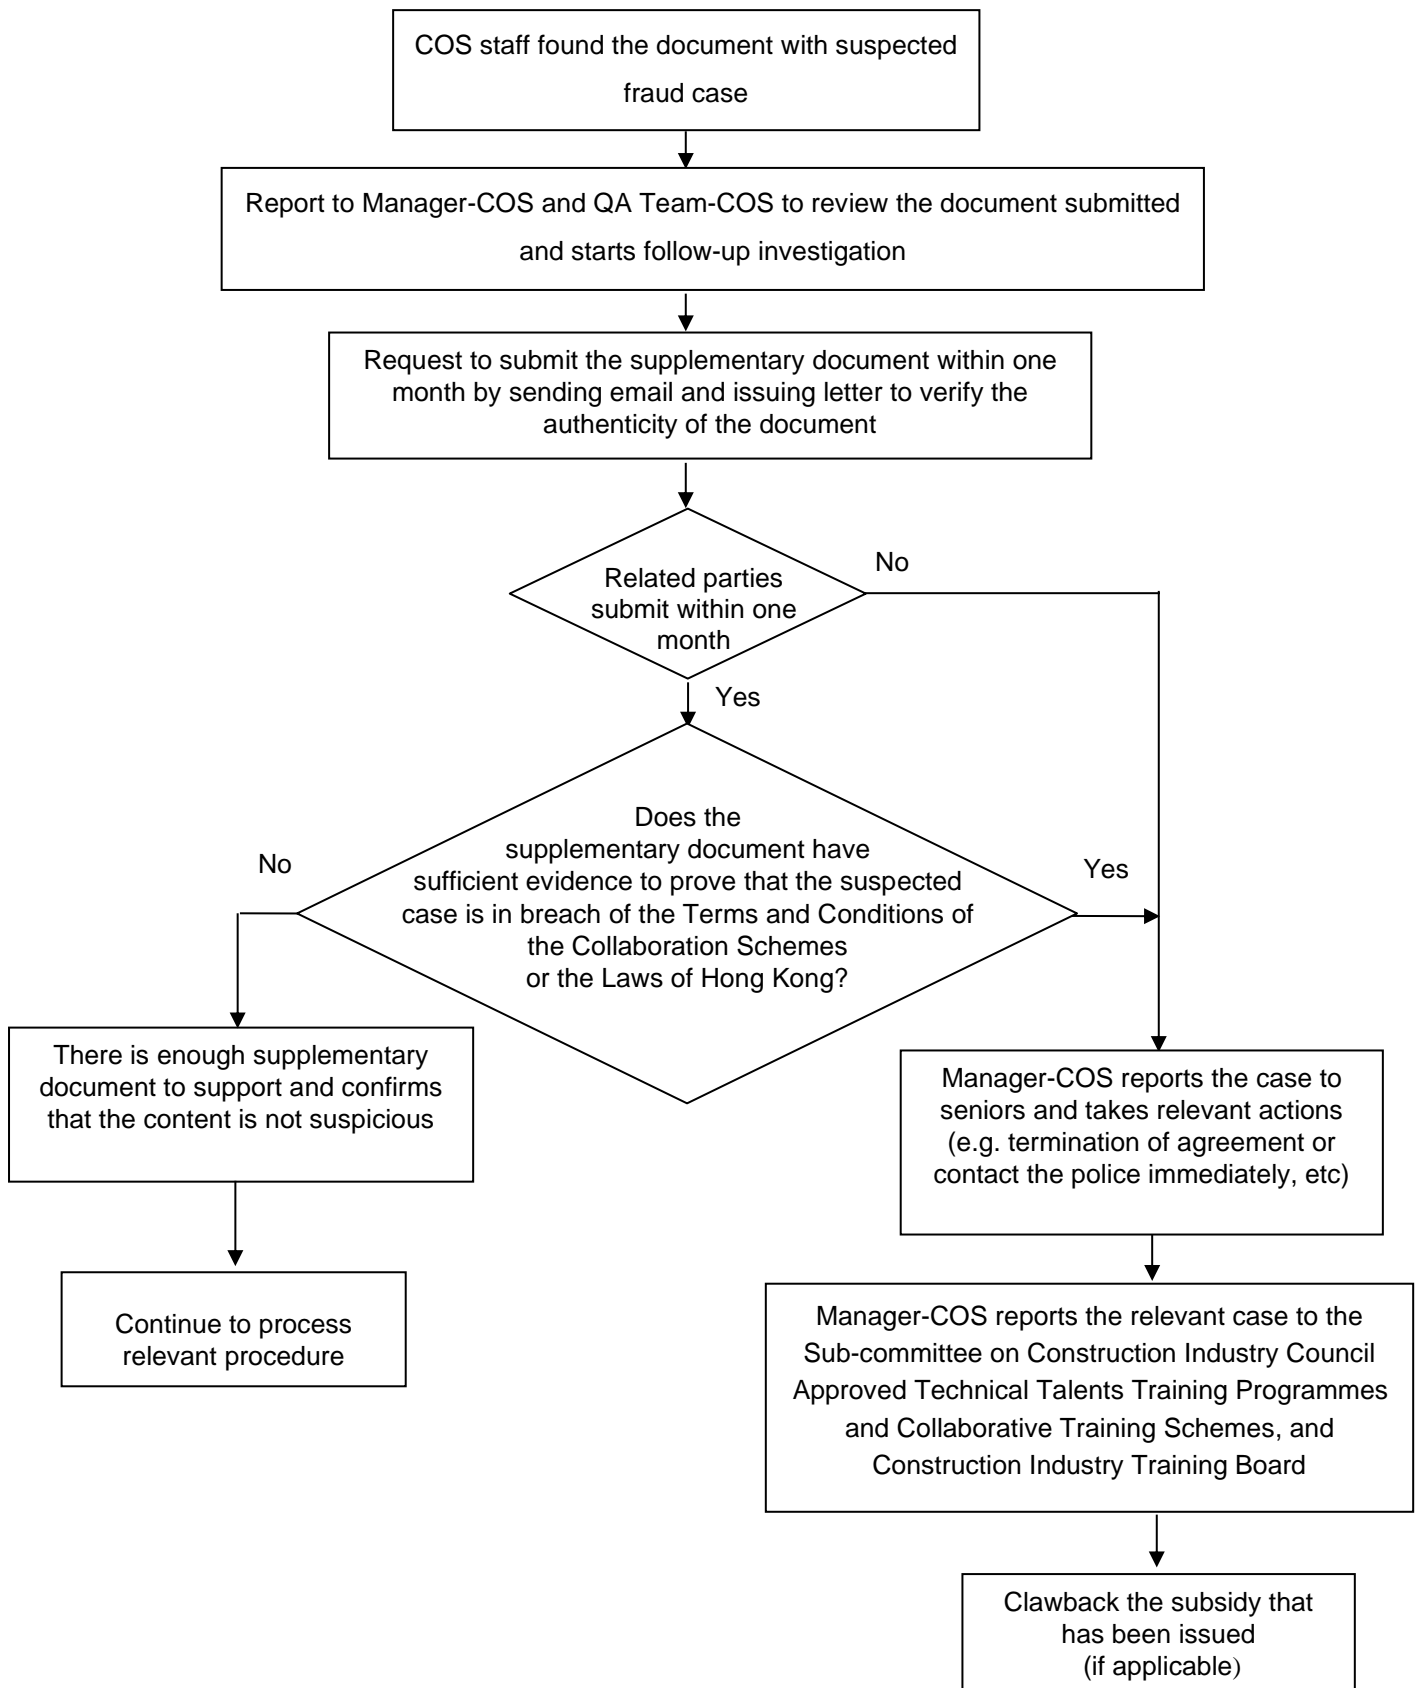 COS staff found the document with suspected
fraud case
Report to Manager-COS and QA Team-COS to review the document submitted
and starts follow-up investigation
Request to submit the supplementary document within one
month by sending email and issuing letter to verify the
authenticity of the document
Related parties
submit within one
month
No
Yes
Does the
supplementary document have
sufficient evidence to prove that the suspected
case is in breach of the Terms and Conditions of
the Collaboration Schemes
or the Laws of Hong Kong?
No
Yes
There is enough supplementary
document to support and confirms
that the content is not suspicious
Continue to process
relevant procedure
Manager-COS reports the case to
seniors and takes relevant actions
(e.g. termination of agreement or
contact the police immediately, etc)
Manager-COS reports the relevant case to the
Sub-committee on Construction Industry Council
Approved Technical Talents Training Programmes
and Collaborative Training Schemes, and
Construction Industry Training Board
Clawback the subsidy that
has been issued
(if applicable)